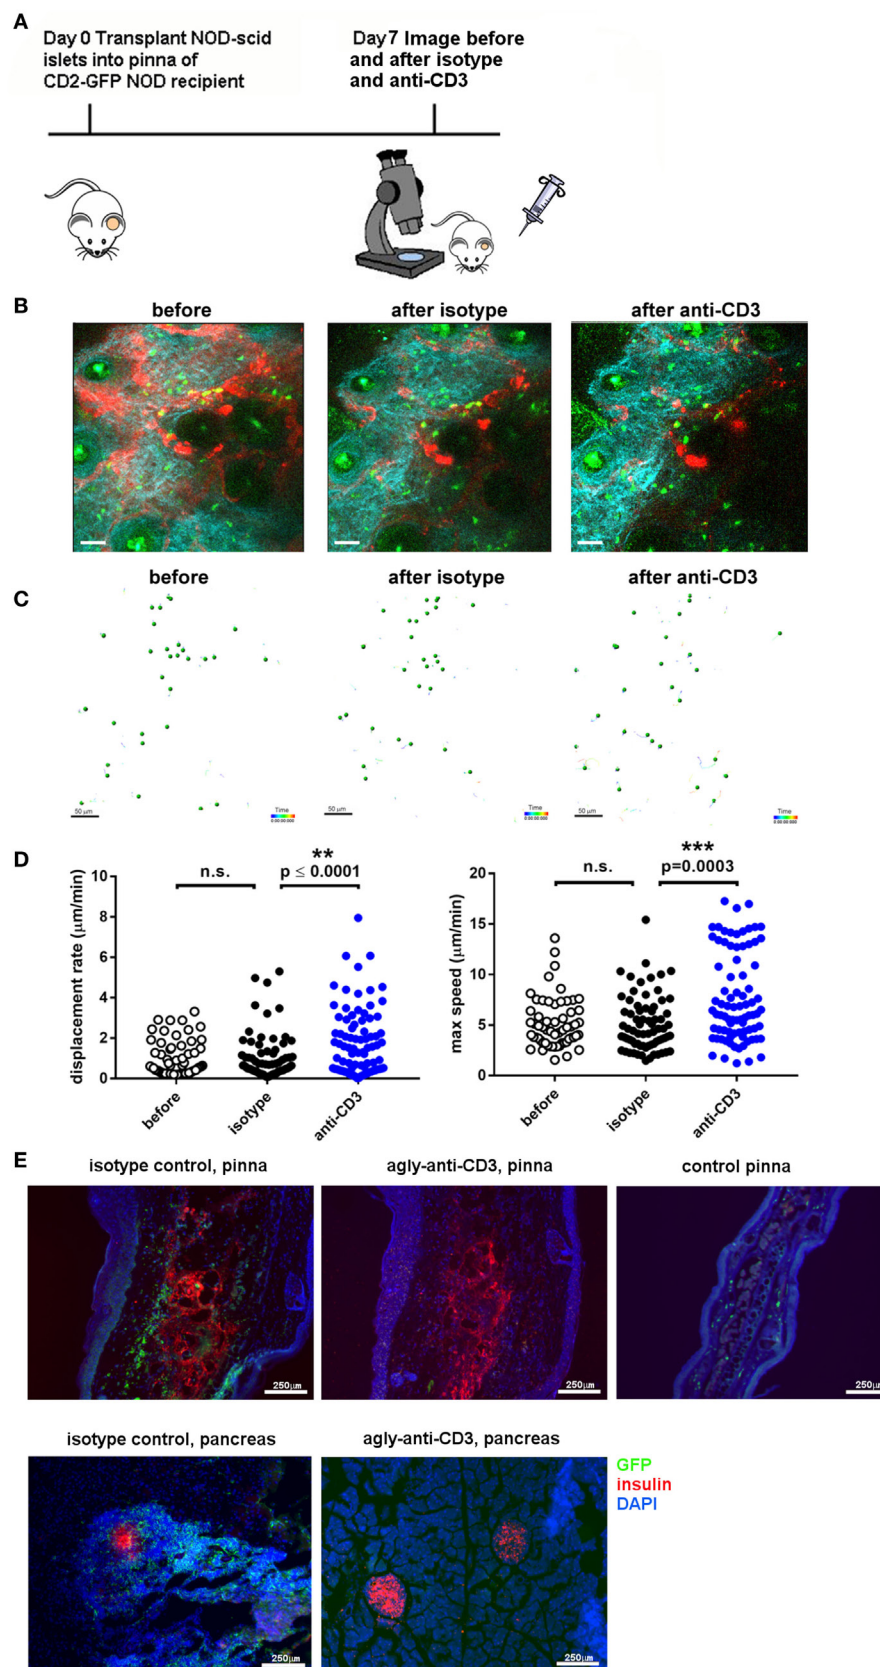 A
Day 0 Transplant NOD-scid
islets into pinna of
CD2-GFP NOD recipient
Day7 Image before
and after isotype
and anti-CD3
B
before
after isotype
after anti-CD3
C
before
after isotype
after anti-CD3
50 µm
Time
50 µm
Time
50 µm
Time
D
displacement rate (µm/min)
10
8
6
4
2
0
n.s.
**
p ≤ 0.0001
before
isotype
anti-CD3
max speed (µm/min)
20
15
10
5
0
n.s.
***
p=0.0003
before
isotype
anti-CD3
E
isotype control, pinna
agly-anti-CD3, pinna
control pinna
250µm
250µm
250µm
isotype control, pancreas
agly-anti-CD3, pancreas
GFP
insulin
DAPI
250µm
250µm